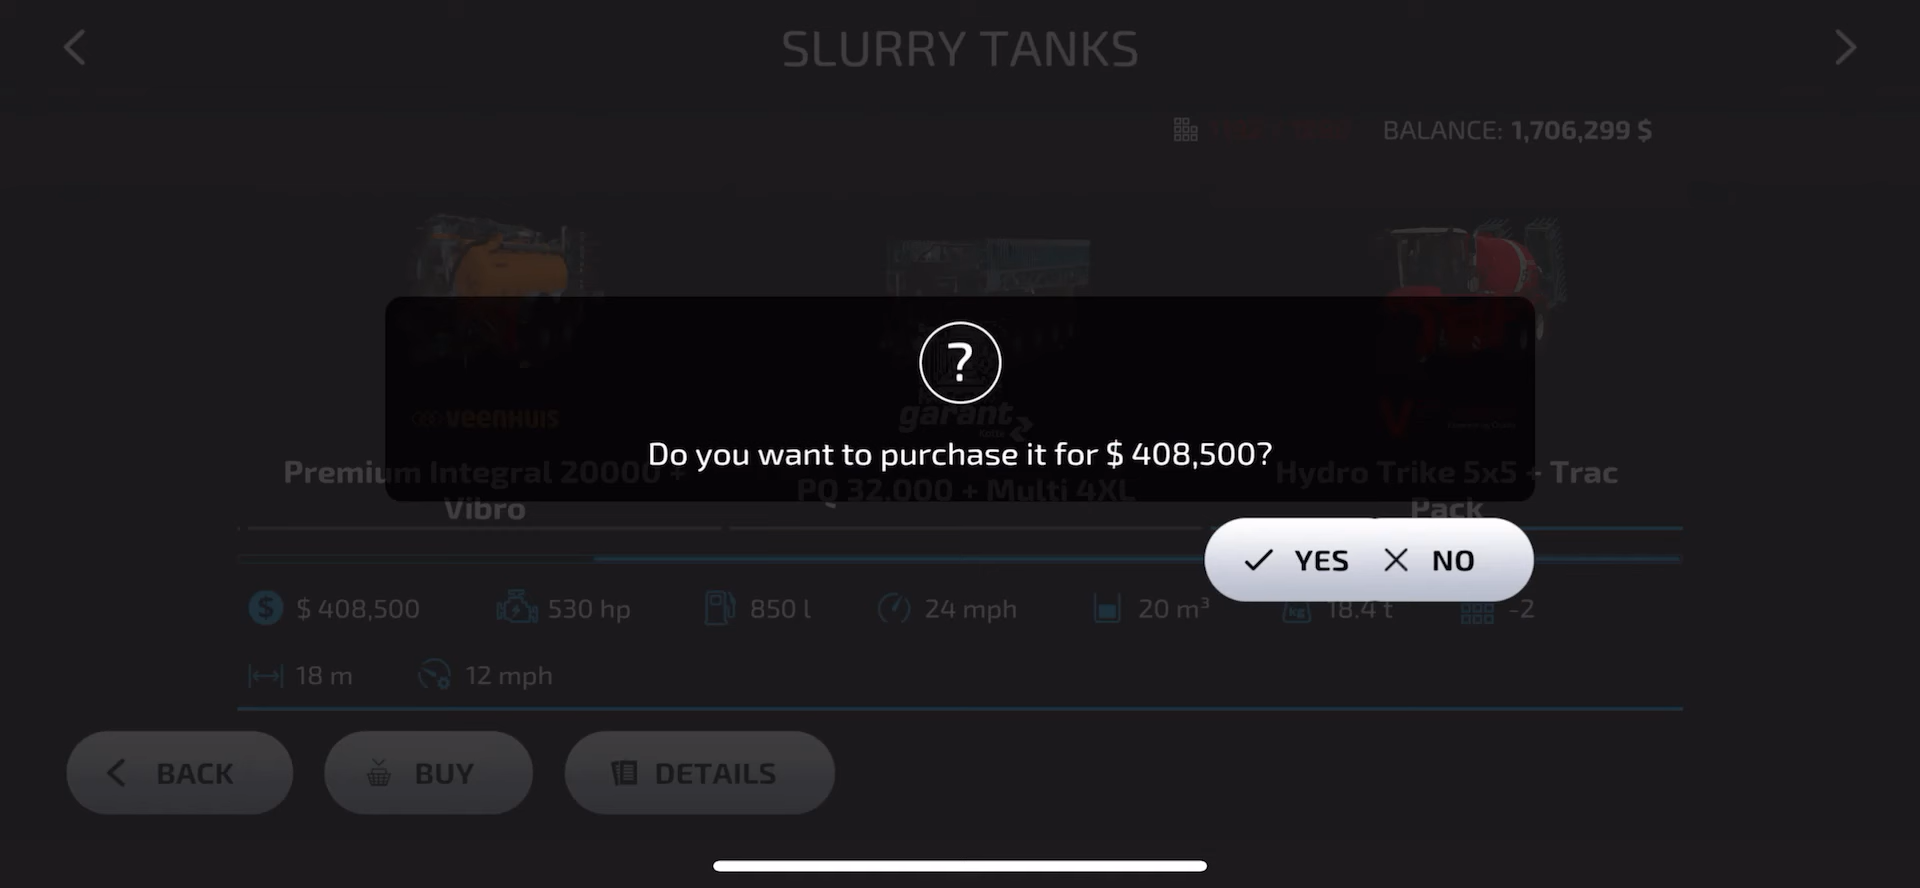 SLURRY TANKS
BALANCE: 1,706,299 $
VEENHUIS
garant
Do you want to purchase it for $ 408,500?
Premium Integral 20000 +
Vibro
PQ 32.000 + Multi 4XL
Hydro Trike 5x5 + Trac
Pack
YES NO
$ 408,500 530 hp 850 l 24 mph 20 m³ 18.4 t -2
18 m 12 mph
BACK BUY DETAILS